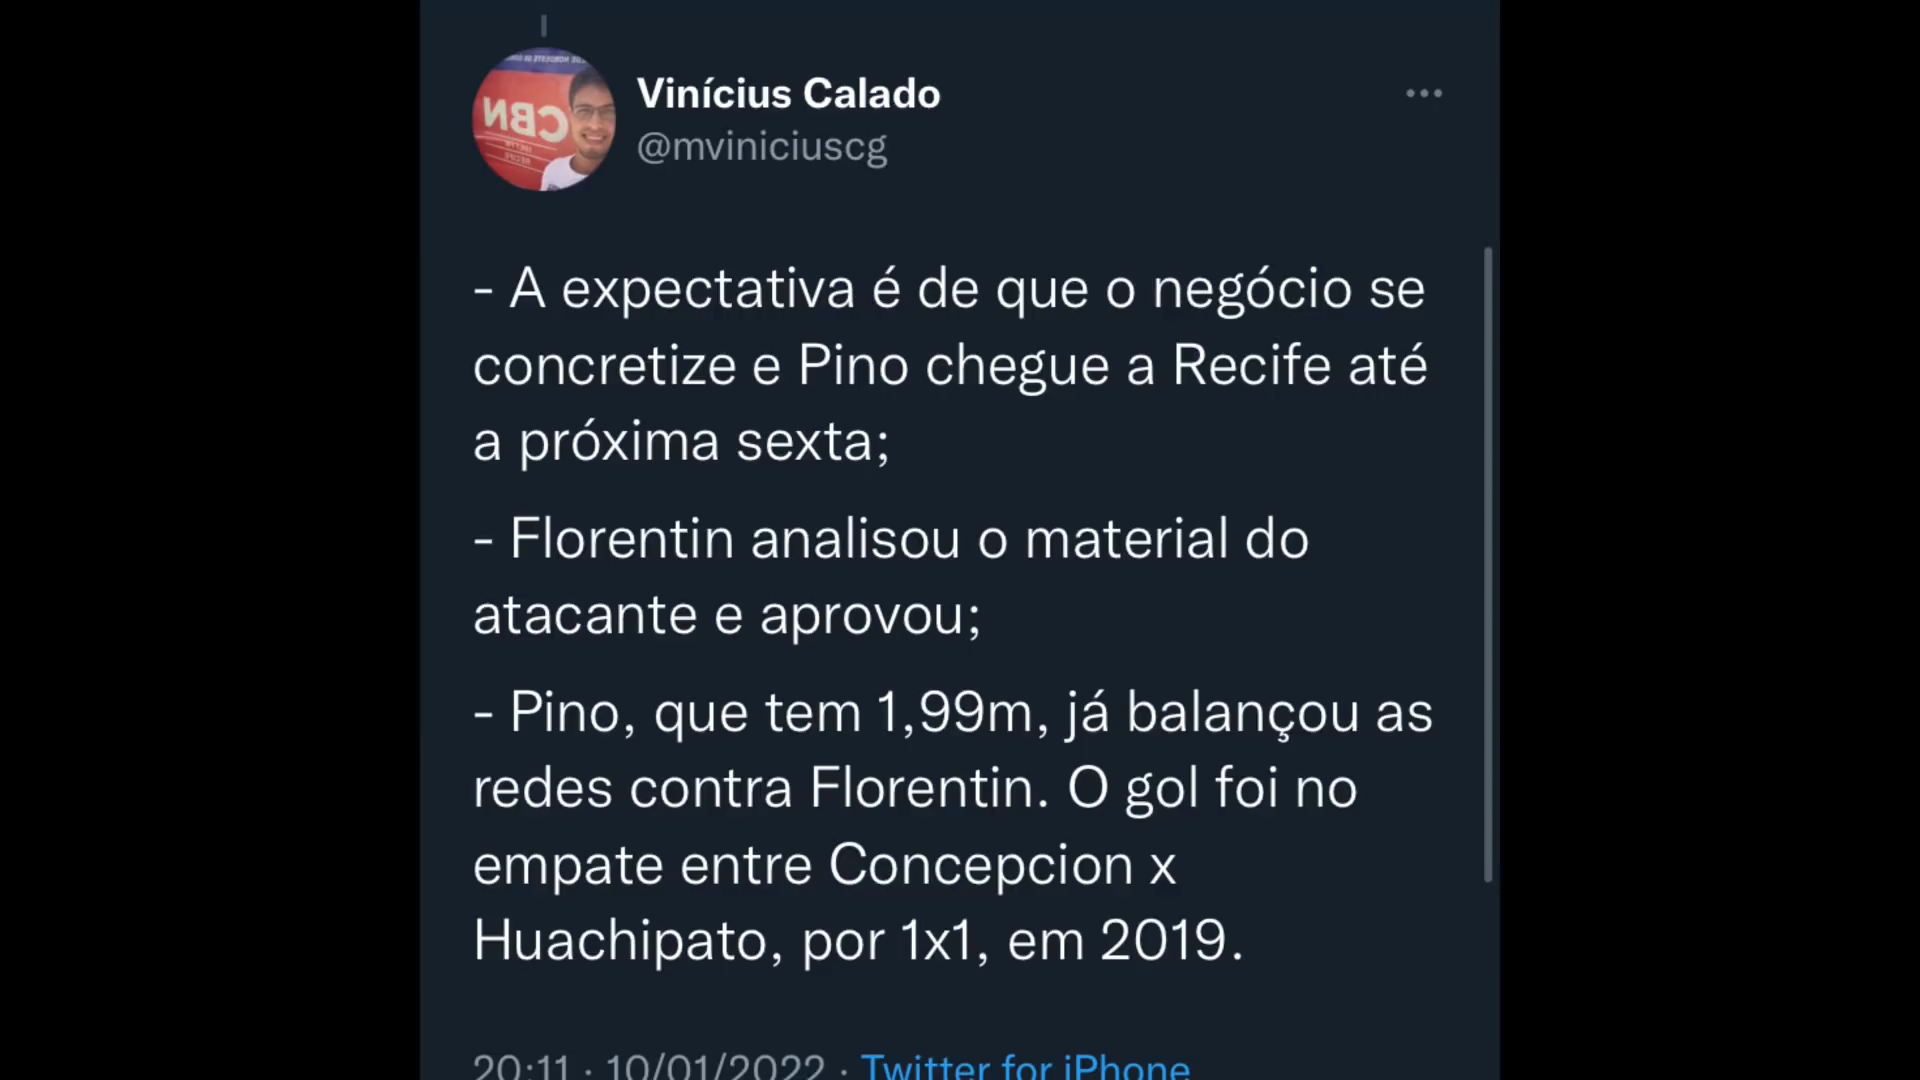 Vinícius Calado
@mviniciuscg
CBN
RECIFE
- A expectativa é de que o negócio se
concretize e Pino chegue a Recife até
a próxima sexta;
- Florentin analisou o material do
atacante e aprovou;
- Pino, que tem 1,99m, já balançou as
redes contra Florentin. O gol foi no
empate entre Concepcion x
Huachipato, por 1x1, em 2019.
20:11 · 10/01/2022 · Twitter for iPhone